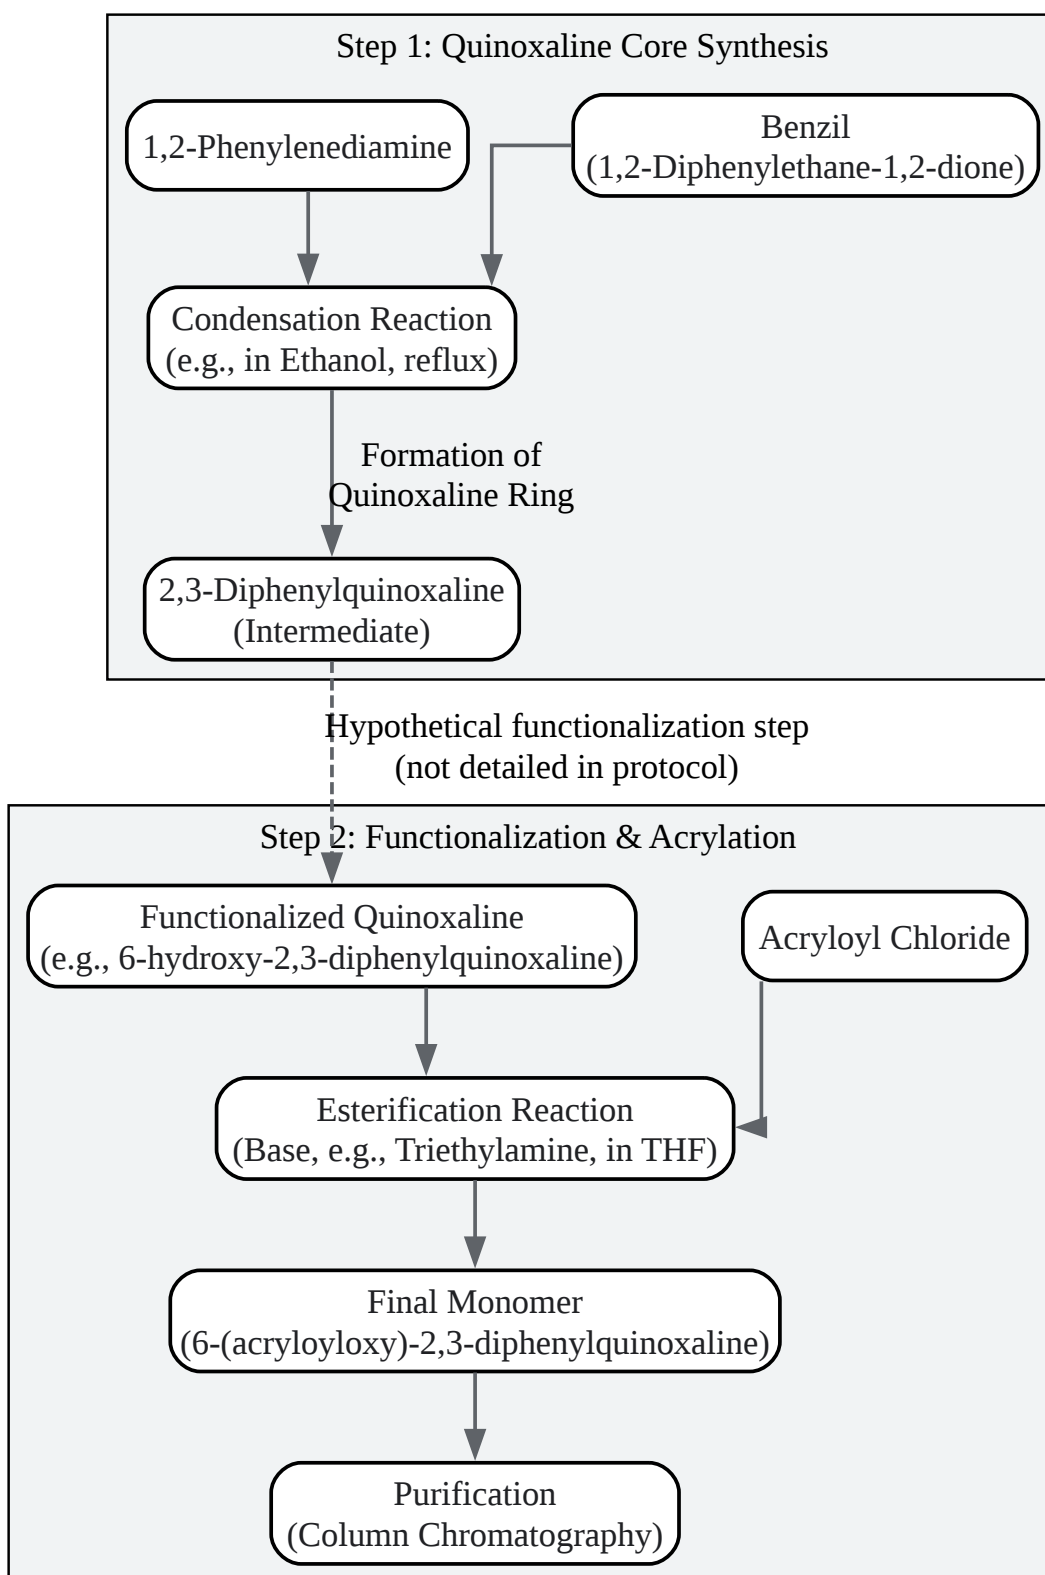 Step 1: Quinoxaline Core Synthesis
1,2-Phenylenediamine
Benzil
(1,2-Diphenylethane-1,2-dione)
Condensation Reaction
(e.g., in Ethanol, reflux)
Formation of
Quinoxaline Ring
2,3-Diphenylquinoxaline
(Intermediate)
Hypothetical functionalization step
(not detailed in protocol)
Step 2: Functionalization & Acrylation
Functionalized Quinoxaline
(e.g., 6-hydroxy-2,3-diphenylquinoxaline)
Acryloyl Chloride
Esterification Reaction
(Base, e.g., Triethylamine, in THF)
Final Monomer
(6-(acryloyloxy)-2,3-diphenylquinoxaline)
Purification
(Column Chromatography)